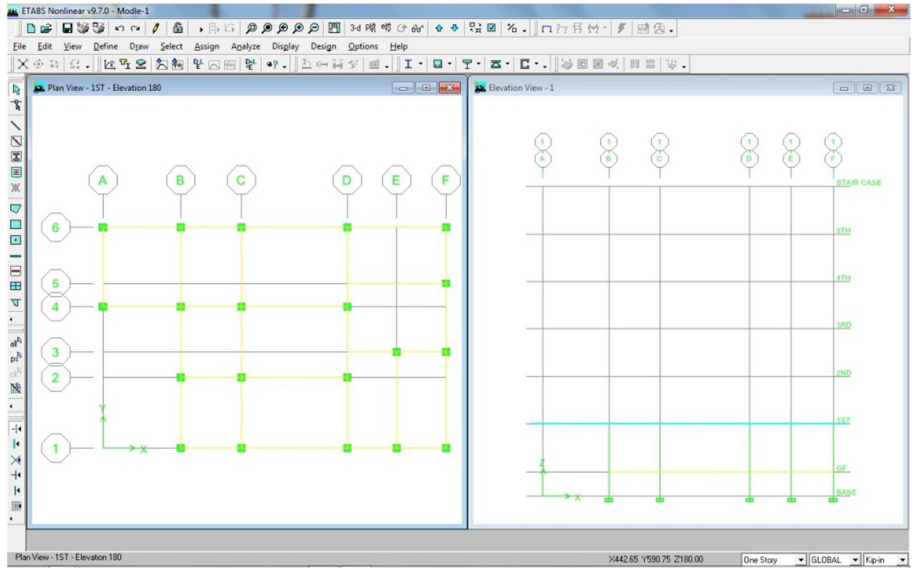 ETABS Nonlinear v9.7.0 - Modle-1
3-d
File Edit View Define Draw Select Assign Analyze Display Design Options Help
Plan View - 1ST - Elevation 180
Elevation View - 1
1 1 1 1 1 1
A B C D E F
STAIR CASE
A B C D E F
6
5TH
5
4TH
4
3RD
3
2ND
2
1ST
Y
1
X
Z
GF
X
BASE
all
Plan View - 1ST - Elevation 180
X442.65 Y590.75 Z180.00
One Story
GLOBAL
Kip-in